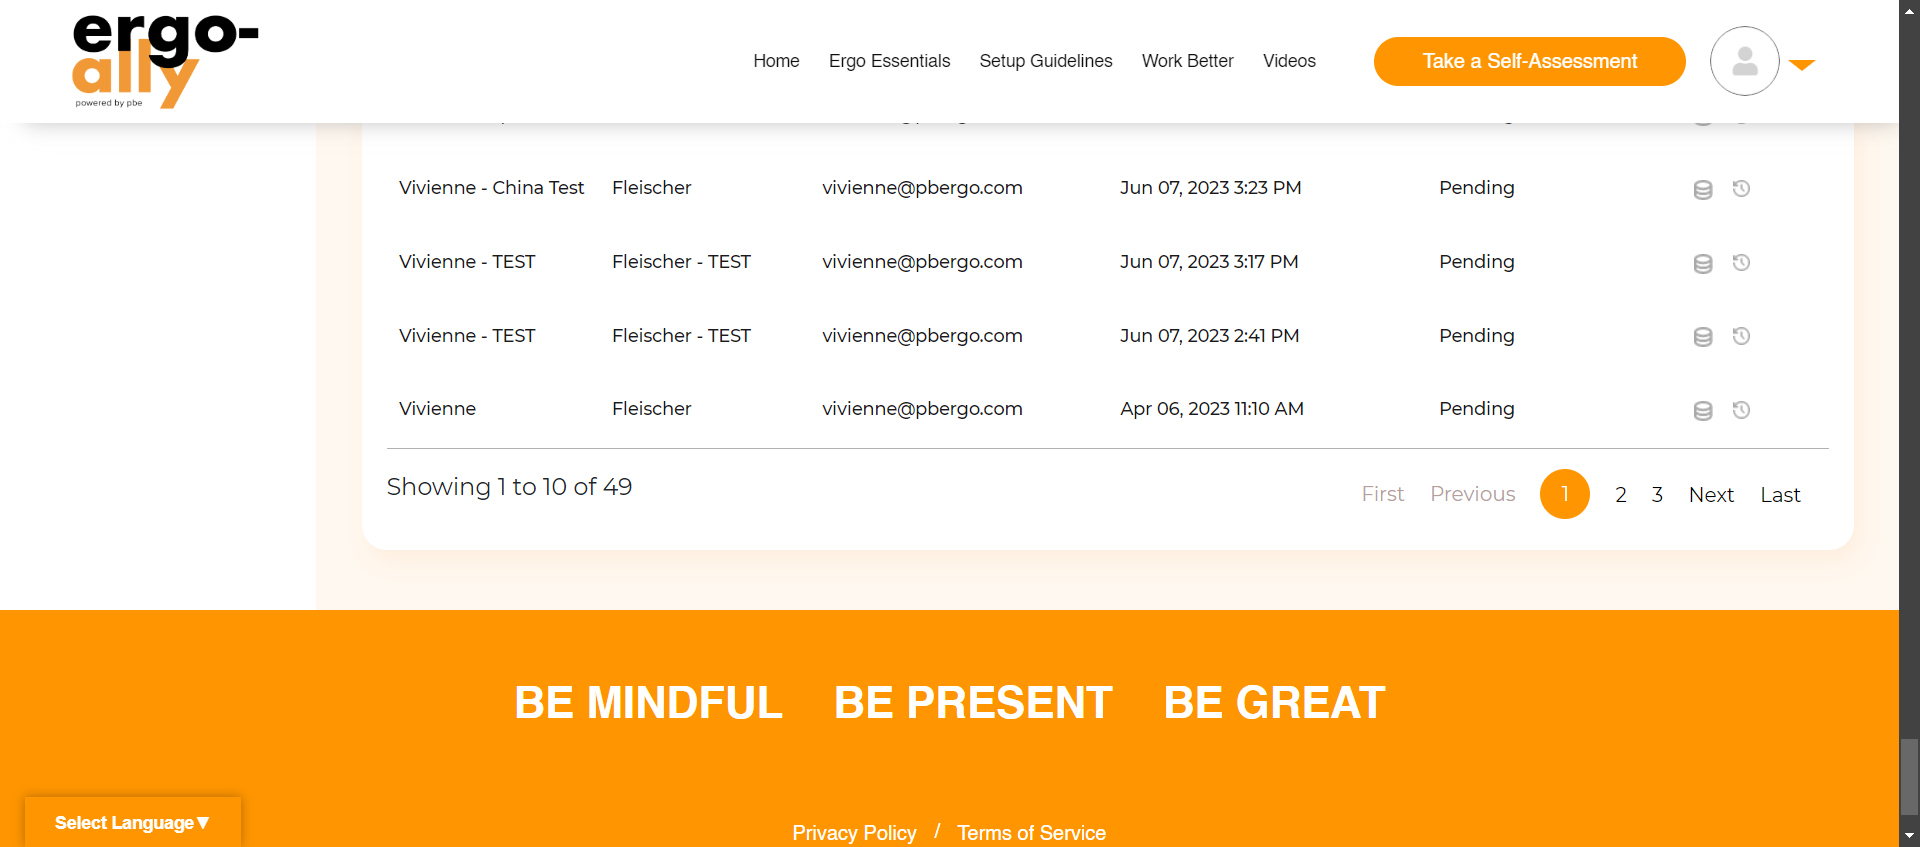 ergo-
ally
powered by pbe
Home Ergo Essentials Setup Guidelines Work Better Videos Take a Self-Assessment
Vivienne - China Test Fleischer vivienne@pbergo.com Jun 07, 2023 3:23 PM Pending
Vivienne - TEST Fleischer - TEST vivienne@pbergo.com Jun 07, 2023 3:17 PM Pending
Vivienne - TEST Fleischer - TEST vivienne@pbergo.com Jun 07, 2023 2:41 PM Pending
Vivienne Fleischer vivienne@pbergo.com Apr 06, 2023 11:10 AM Pending
Showing 1 to 10 of 49 First Previous 1 2 3 Next Last
BE MINDFUL BE PRESENT BE GREAT
Select Language▼
Privacy Policy / Terms of Service